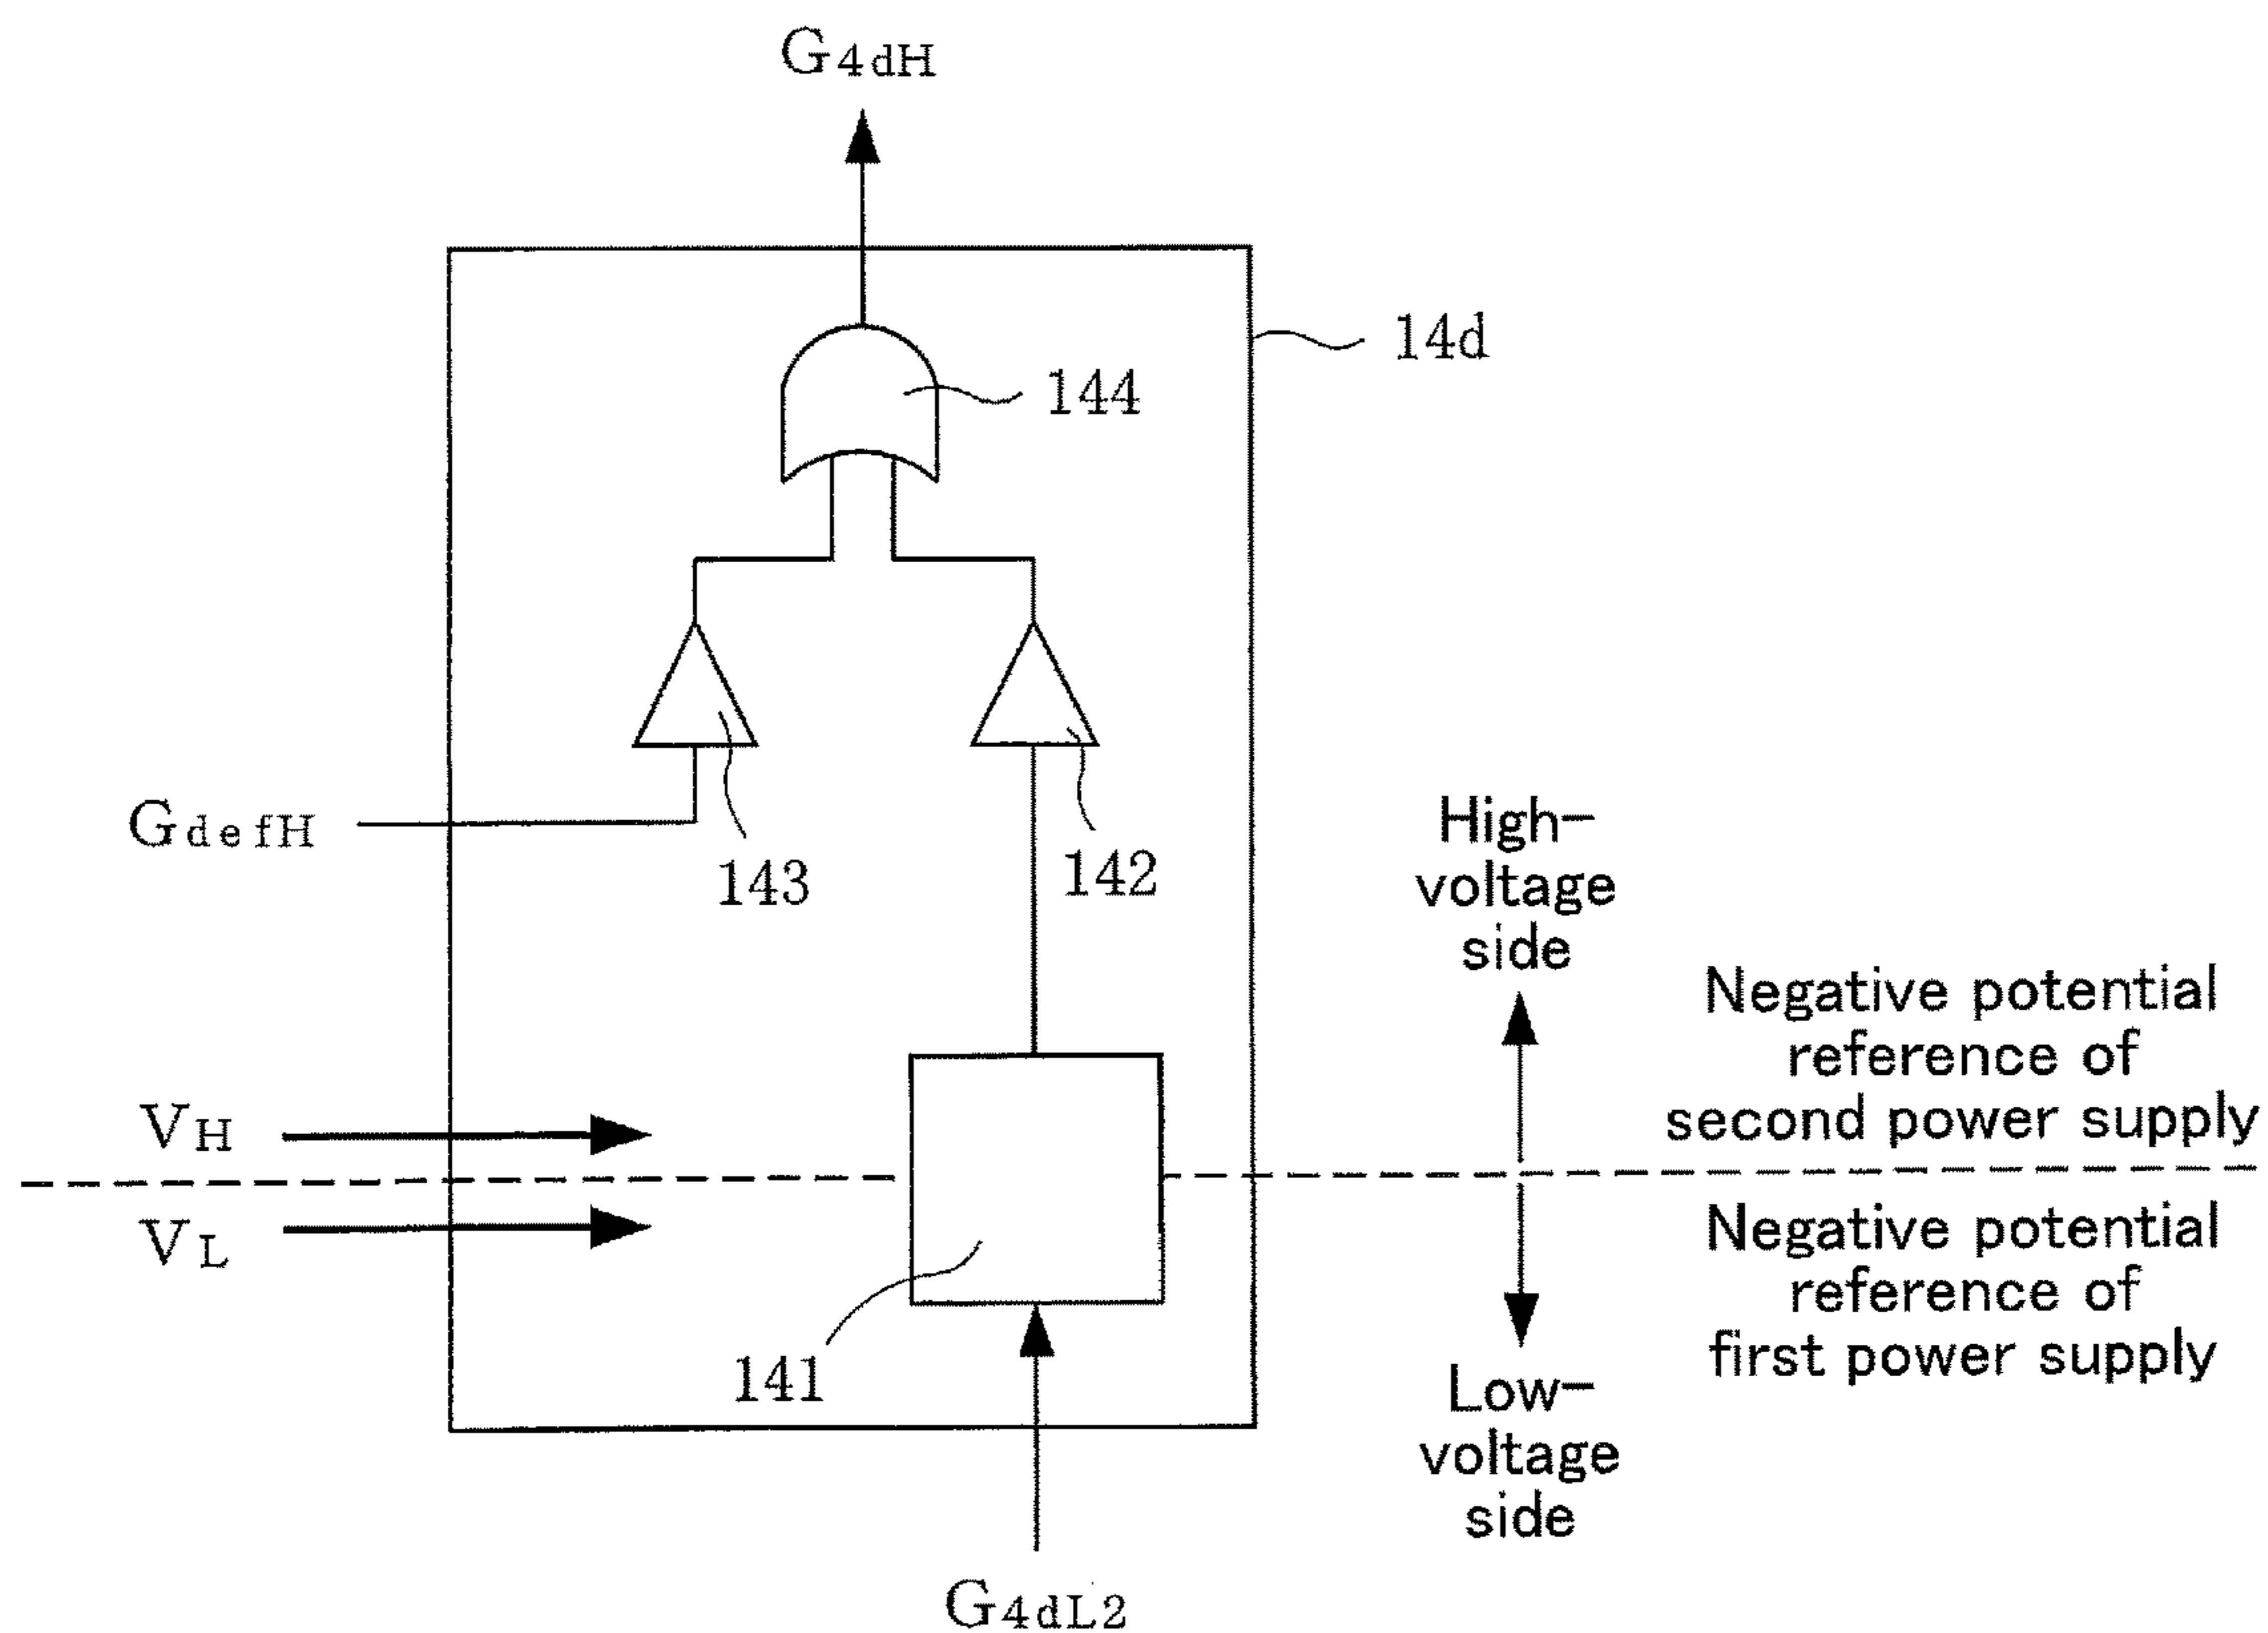 G4dH
14d
144
GdefH
143
142
High-
voltage
side
Negative potential
reference of
second power supply
VH
VL
Negative potential
reference of
first power supply
141
Low-
voltage
side
G4dL2